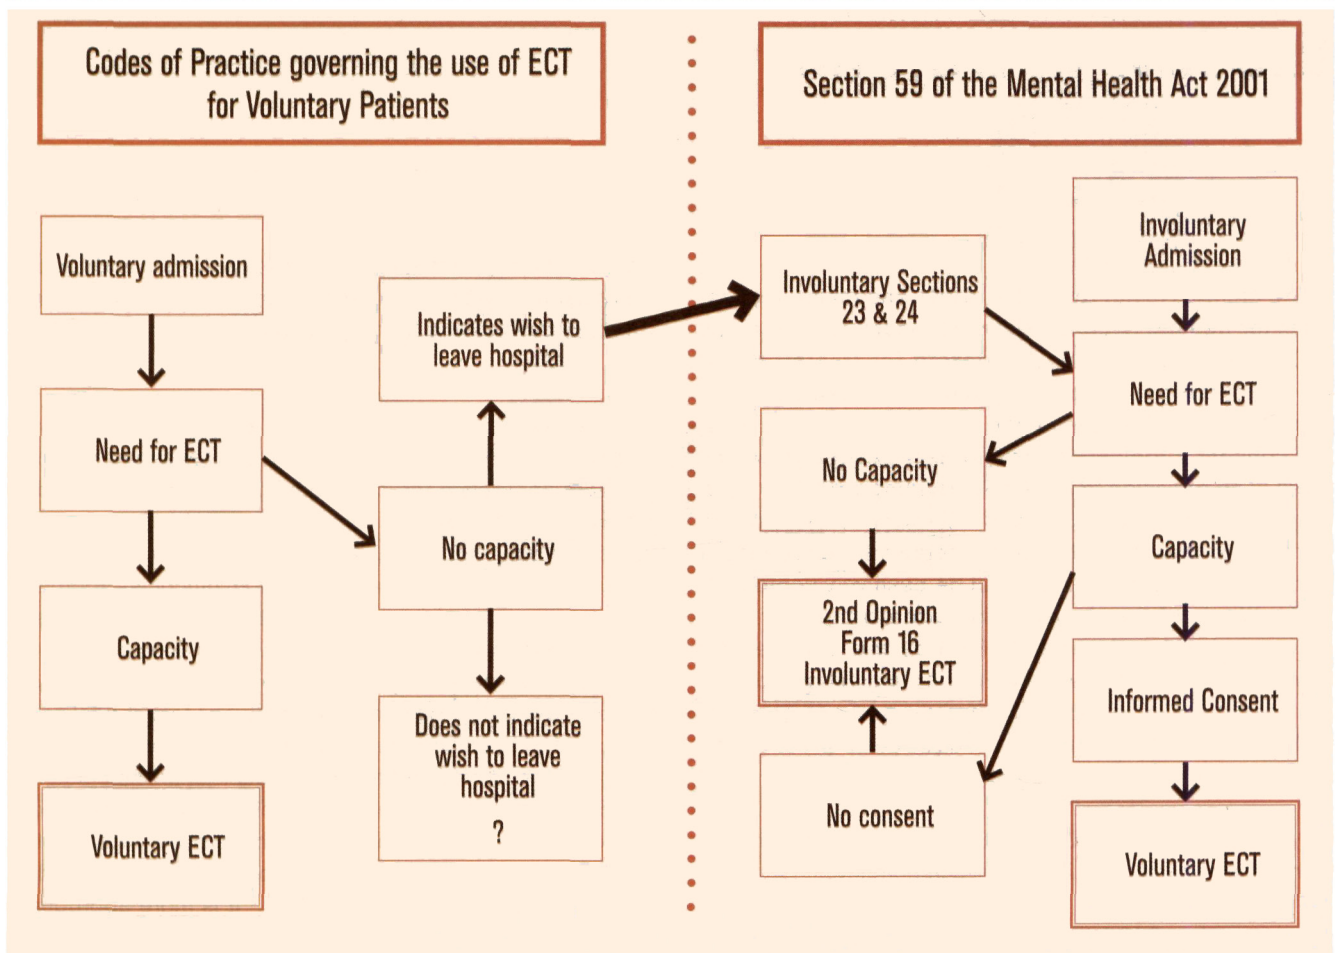 Codes of Practice governing the use of ECT
for Voluntary Patients
Voluntary admission
Need for ECT
Capacity
Voluntary ECT
Indicates wish to
leave hospital
No capacity
Does not indicate
wish to leave
hospital
?
Section 59 of the Mental Health Act 2001
Involuntary Sections
23 & 24
No Capacity
2nd Opinion
Form 16
Involuntary ECT
No consent
Involuntary
Admission
Need for ECT
Capacity
Informed Consent
Voluntary ECT